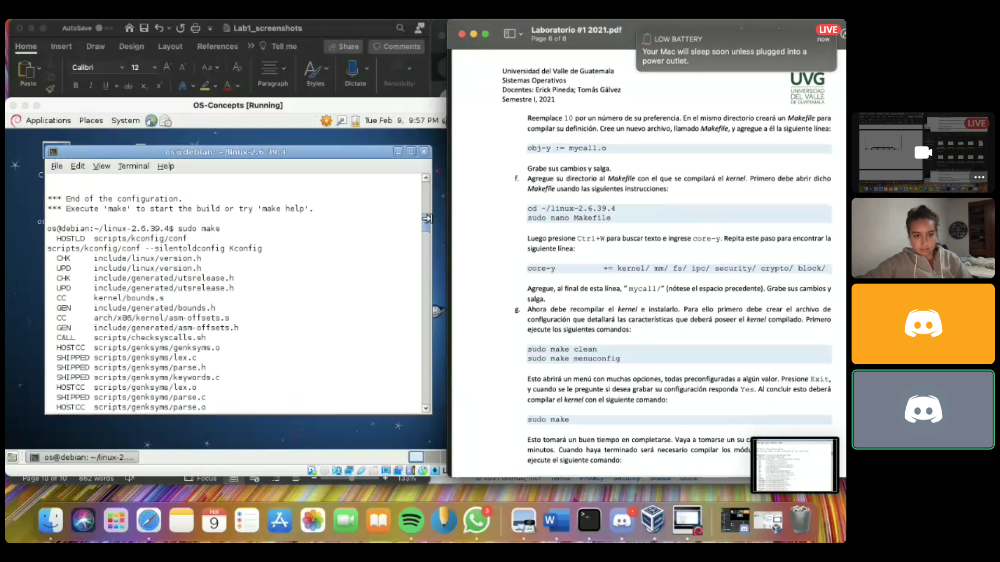 AutoSave
Lab1_screenshots
Home Insert Draw Design Layout References Tell me Share Comments
Calibri 12
Paste Paragraph Styles Dictate Sensitivity
OS-Concepts [Running]
Applications Places System Tue Feb 9, 9:57 PM
os@debian: ~/linux-2.6.39.4
File Edit View Terminal Help
*** End of the configuration.
*** Execute 'make' to start the build or try 'make help'.
os@debian:~/linux-2.6.39.4$ sudo make
HOSTLD scripts/kconfig/conf
scripts/kconfig/conf --silentoldconfig Kconfig
CHK include/linux/version.h
UPD include/linux/version.h
CHK include/generated/utsrelease.h
UPD include/generated/utsrelease.h
CC kernel/bounds.s
GEN include/generated/bounds.h
CC arch/x86/kernel/asm-offsets.s
GEN include/generated/asm-offsets.h
CALL scripts/checksyscalls.sh
HOSTCC scripts/genksyms/genksyms.o
SHIPPED scripts/genksyms/lex.c
SHIPPED scripts/genksyms/parse.h
SHIPPED scripts/genksyms/keywords.c
HOSTCC scripts/genksyms/lex.o
SHIPPED scripts/genksyms/parse.c
HOSTCC scripts/genksyms/parse.o
os@debian: ~/linux-2....
Page 10 of 10 862 words Focus 133%
Laboratorio #1 2021.pdf
Page 6 of 8
LIVE
LOW BATTERY now
Your Mac will sleep soon unless plugged into a
power outlet.
Universidad del Valle de Guatemala
Sistemas Operativos
Docentes: Erick Pineda; Tomás Gálvez
Semestre I, 2021
UVG
UNIVERSIDAD
DEL VALLE
DE GUATEMALA
Reemplace 10 por un número de su preferencia. En el mismo directorio creará un Makefile para
compilar su definición. Cree un nuevo archivo, llamado Makefile, y agregue a él la siguiente línea:
obj-y := mycall.o
Grabe sus cambios y salga.
f. Agregue su directorio al Makefile con el que se compilará el kernel. Primero debe abrir dicho
Makefile usando las siguientes instrucciones:
cd ~/linux-2.6.39.4
sudo nano Makefile
Luego presione Ctrl+W para buscar texto e ingrese core-y. Repita este paso para encontrar la
siguiente línea:
core-y += kernel/ mm/ fs/ ipc/ security/ crypto/ block/
Agregue, al final de esta línea, " mycall/" (nótese el espacio precedente). Grabe sus cambios y
salga.
g. Ahora debe recompilar el kernel e instalarlo. Para ello primero debe crear el archivo de
configuración que detallará las características que deberá poseer el kernel compilado. Primero
ejecute los siguientes comandos:
sudo make clean
sudo make menuconfig
Esto abrirá un menú con muchas opciones, todas preconfiguradas a algún valor. Presione Exit,
y cuando se le pregunte si desea grabar su configuración responda Yes. Al concluir esto deberá
compilar el kernel con el siguiente comando:
sudo make
Esto tomará un buen tiempo en completarse. Vaya a tomarse un su
minutos. Cuando haya terminado será necesario compilar los
ejecute el siguiente comando:
Terms Privacy Security Status Docs
FEB
9
3
LIVE